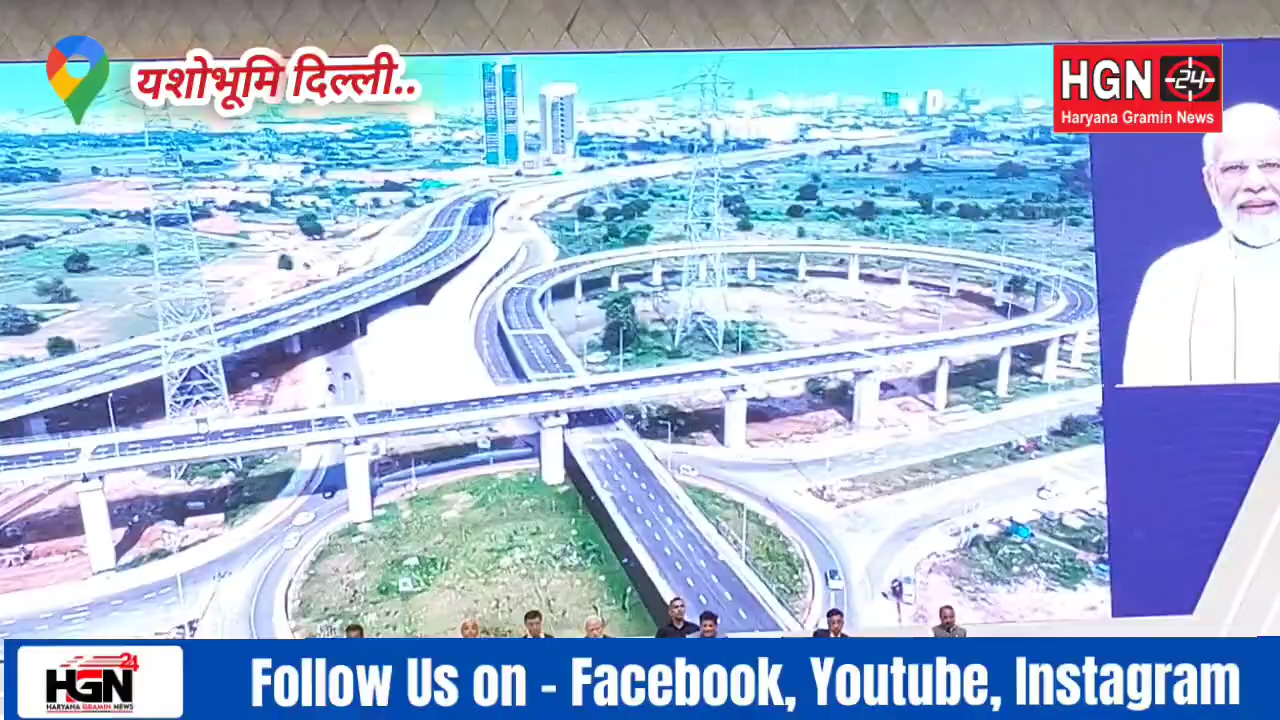 यशोभूमि दिल्ली..
HGN 24
Haryana Gramin News
HGN 24
HARYANA GRAMIN NEWS
Follow Us on - Facebook, Youtube, Instagram